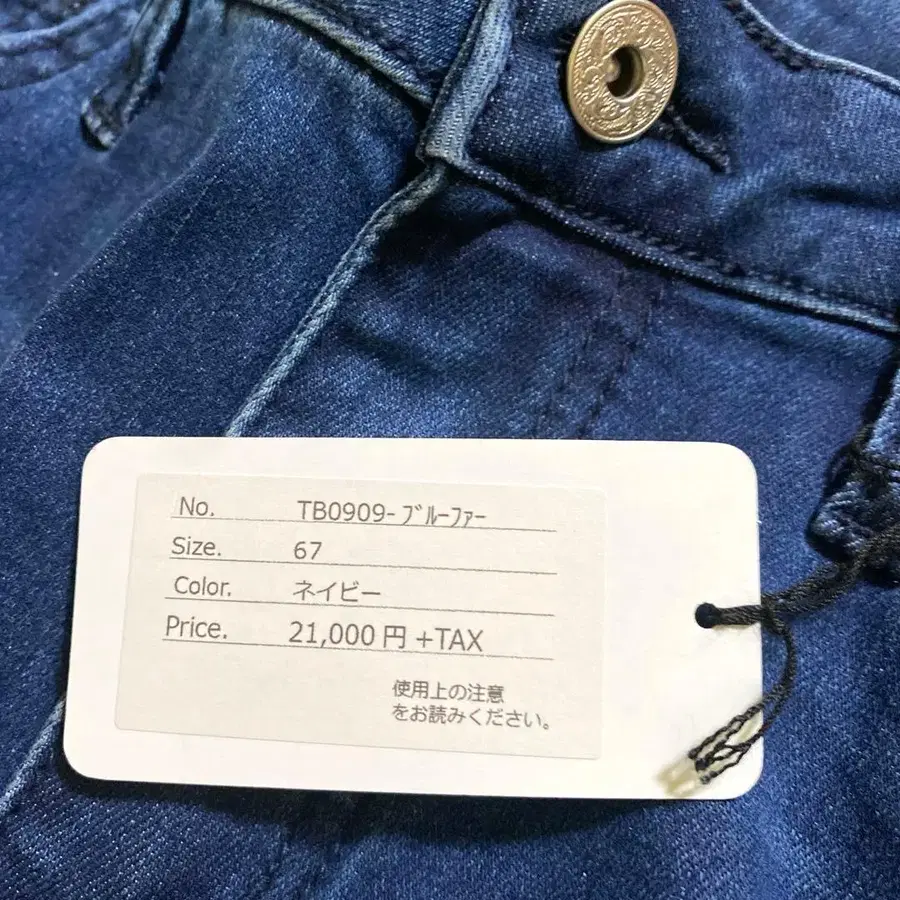 No. TB0909-ﾌﾞﾙｰﾌｧｰ
Size. 67
Color. ネイビー
Price. 21,000 円 +TAX
使用上の注意
をお読みください。